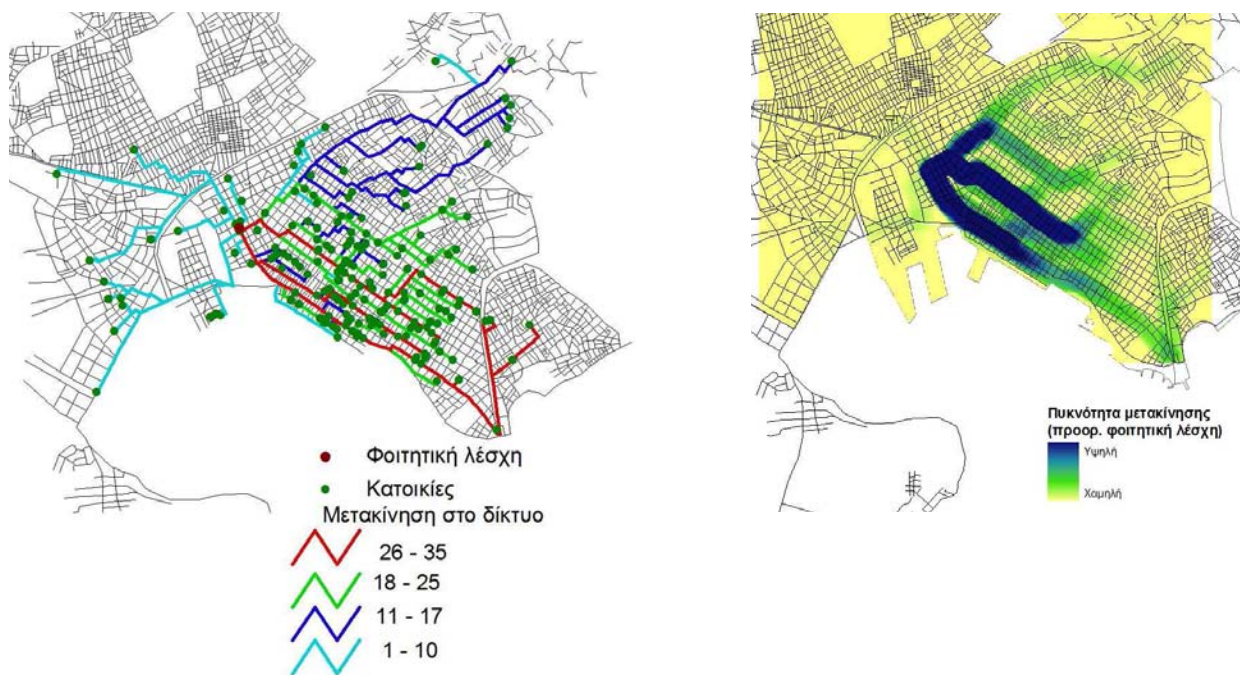 Φοιτητική λέσχη
Κατοικίες
Μετακίνηση στο δίκτυο
26 - 35
18 - 25
11 - 17
1 - 10
Πυκνότητα μετακίνησης
(προορ. φοιτητική λέσχη)
Υψηλή
Χαμηλή